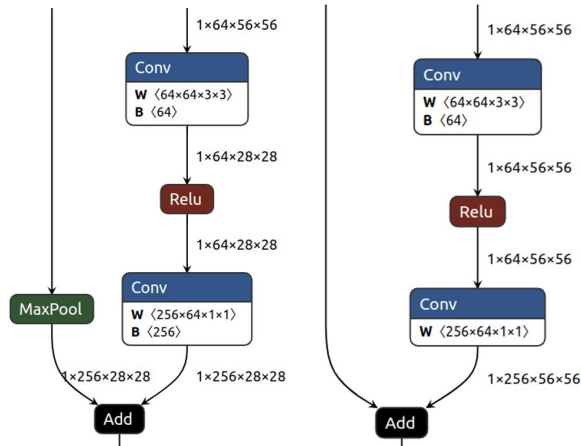 1×64×56×56
Conv
W ⟨64×64×3×3⟩
B ⟨64⟩
1×64×28×28
Relu
1×64×28×28
Conv
W ⟨256×64×1×1⟩
B ⟨256⟩
MaxPool
1×256×28×28
1×256×28×28
Add
1×64×56×56
Conv
W ⟨64×64×3×3⟩
B ⟨64⟩
1×64×56×56
Relu
1×64×56×56
Conv
W ⟨256×64×1×1⟩
1×256×56×56
Add